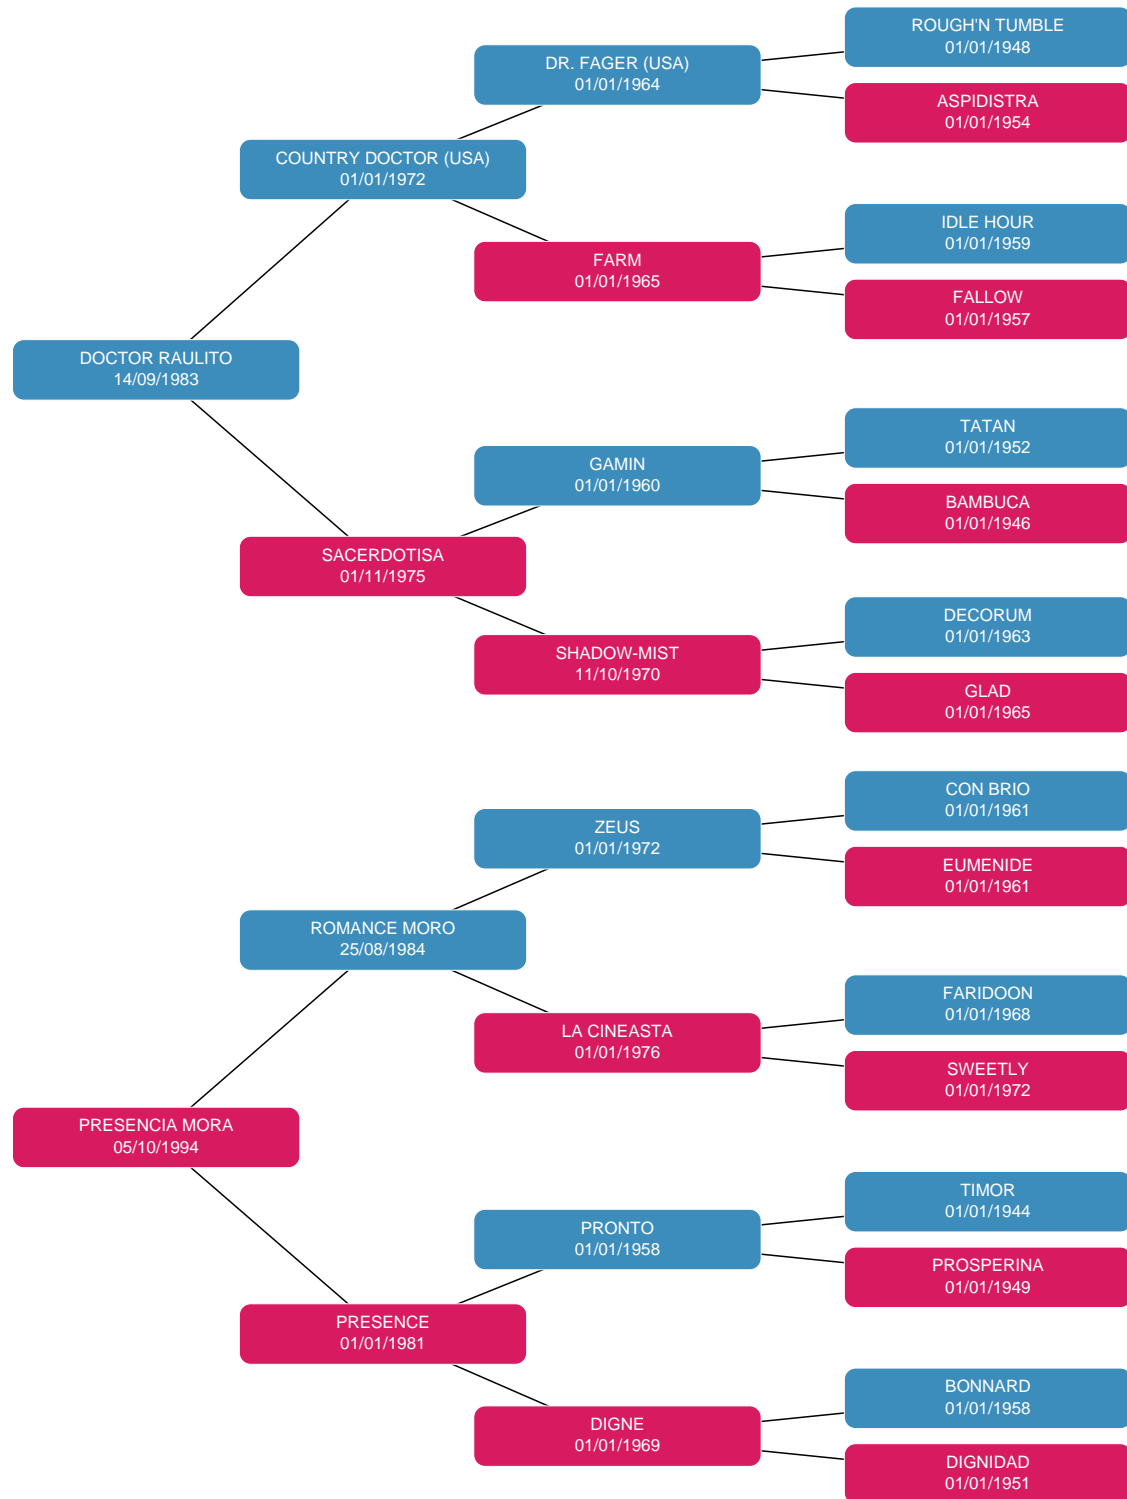 ROUGH'N TUMBLE
01/01/1948
DR. FAGER (USA)
01/01/1964
ASPIDISTRA
01/01/1954
COUNTRY DOCTOR (USA)
01/01/1972
IDLE HOUR
01/01/1959
FARM
01/01/1965
FALLOW
01/01/1957
DOCTOR RAULITO
14/09/1983
TATAN
01/01/1952
GAMIN
01/01/1960
BAMBUCA
01/01/1946
SACERDOTISA
01/11/1975
DECORUM
01/01/1963
SHADOW-MIST
11/10/1970
GLAD
01/01/1965
CON BRIO
01/01/1961
ZEUS
01/01/1972
EUMENIDE
01/01/1961
ROMANCE MORO
25/08/1984
FARIDOON
01/01/1968
LA CINEASTA
01/01/1976
SWEETLY
01/01/1972
PRESENCIA MORA
05/10/1994
TIMOR
01/01/1944
PRONTO
01/01/1958
PROSPERINA
01/01/1949
PRESENCE
01/01/1981
BONNARD
01/01/1958
DIGNE
01/01/1969
DIGNIDAD
01/01/1951